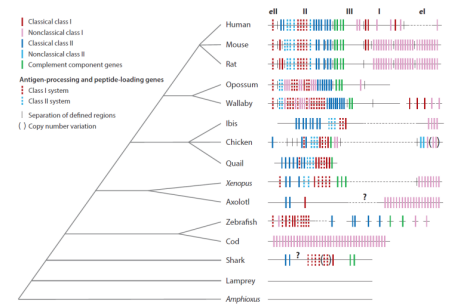 eII II III I eI
Classical class I
Nonclassical class I
Classical class II
Nonclassical class II
Complement component genes
Antigen-processing and peptide-loading genes
Class I system
Class II system
Separation of defined regions
( ) Copy number variation
Human
Mouse
Rat
Opossum
Wallaby
Ibis
Chicken
Quail
Xenopus
Axolotl ?
Zebrafish
Cod
Shark ?
Lamprey
Amphioxus